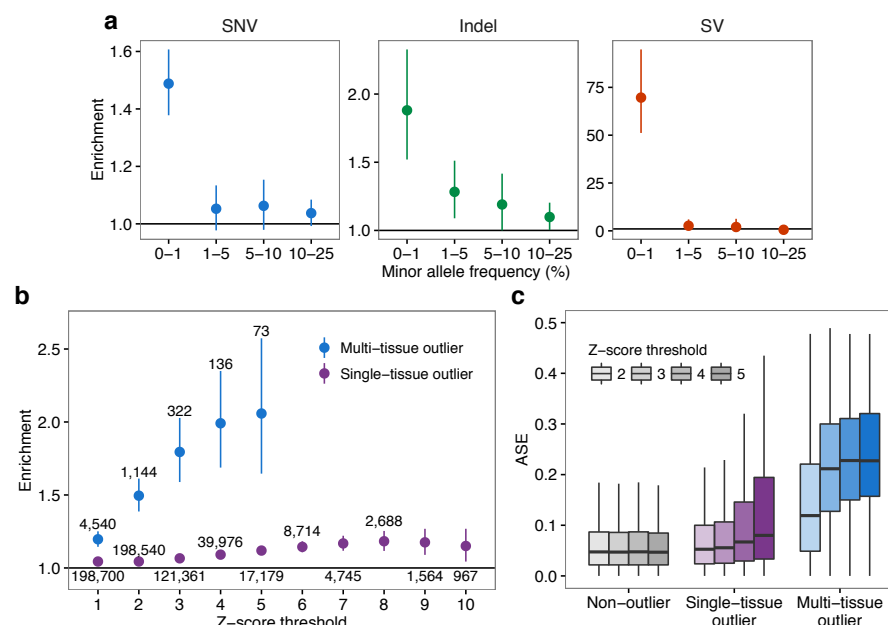 a
SNV
Indel
SV
Enrichment
1.6
1.4
1.2
1.0
2.0
1.5
1.0
75
50
25
0
0−1 1−5 5−10 10−25
0−1 1−5 5−10 10−25
0−1 1−5 5−10 10−25
Minor allele frequency (%)
b
Enrichment
2.5
2.0
1.5
1.0
73
136
322
1,144
4,540
Multi−tissue outlier
Single−tissue outlier
198,700
198,540
121,361
39,976
17,179
8,714
4,745
2,688
1,564
967
1 2 3 4 5 6 7 8 9 10
Z−score threshold
c
ASE
0.5
0.4
0.3
0.2
0.1
0.0
Z−score threshold
2 3 4 5
Non−outlier
Single−tissue
outlier
Multi−tissue
outlier